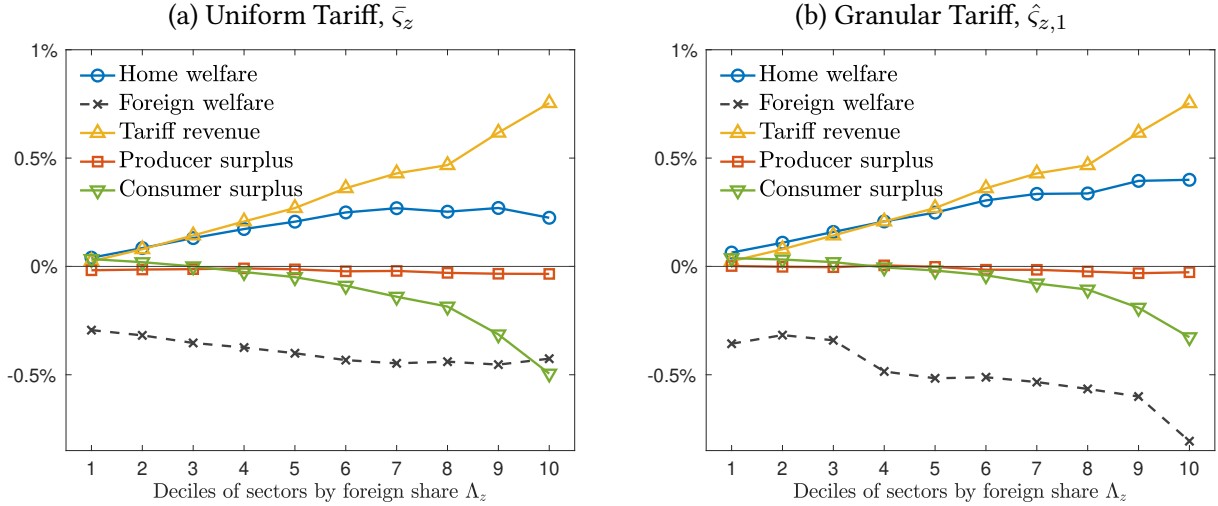 (a) Uniform Tariff, ς̄z
1%
0.5%
0%
-0.5%
Home welfare
Foreign welfare
Tariff revenue
Producer surplus
Consumer surplus
1 2 3 4 5 6 7 8 9 10
Deciles of sectors by foreign share Λz
(b) Granular Tariff, ς̂z,1
1%
0.5%
0%
-0.5%
Home welfare
Foreign welfare
Tariff revenue
Producer surplus
Consumer surplus
1 2 3 4 5 6 7 8 9 10
Deciles of sectors by foreign share Λz